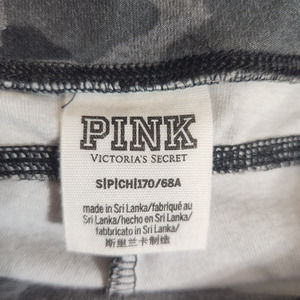 PINK
VICTORIA'S SECRET
S|P|CH|170/68A
made in Sri Lanka/fabriqué au
Sri Lanka/hecho en Sri Lanka/
fabbricato in Sri Lanka/
斯里兰卡制造